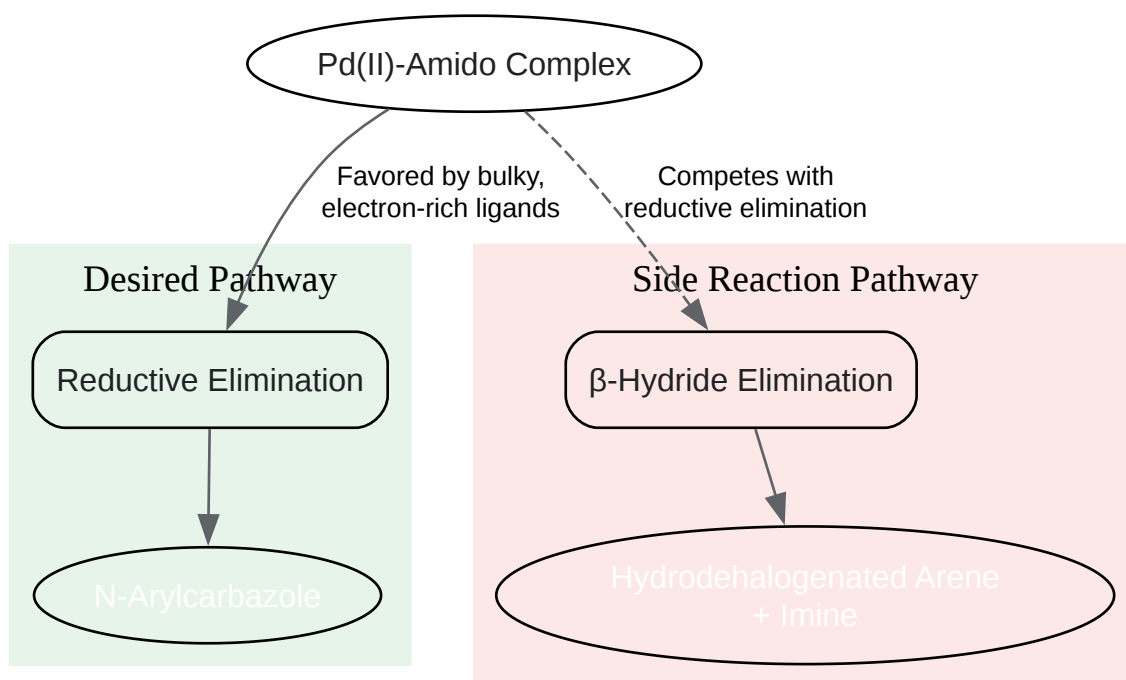 Pd(II)-Amido Complex
Favored by bulky,
electron-rich ligands
Competes with
reductive elimination
Desired Pathway
Side Reaction Pathway
Reductive Elimination
β-Hydride Elimination
N-Arylcarbazole
Hydrodehalogenated Arene
+ Imine